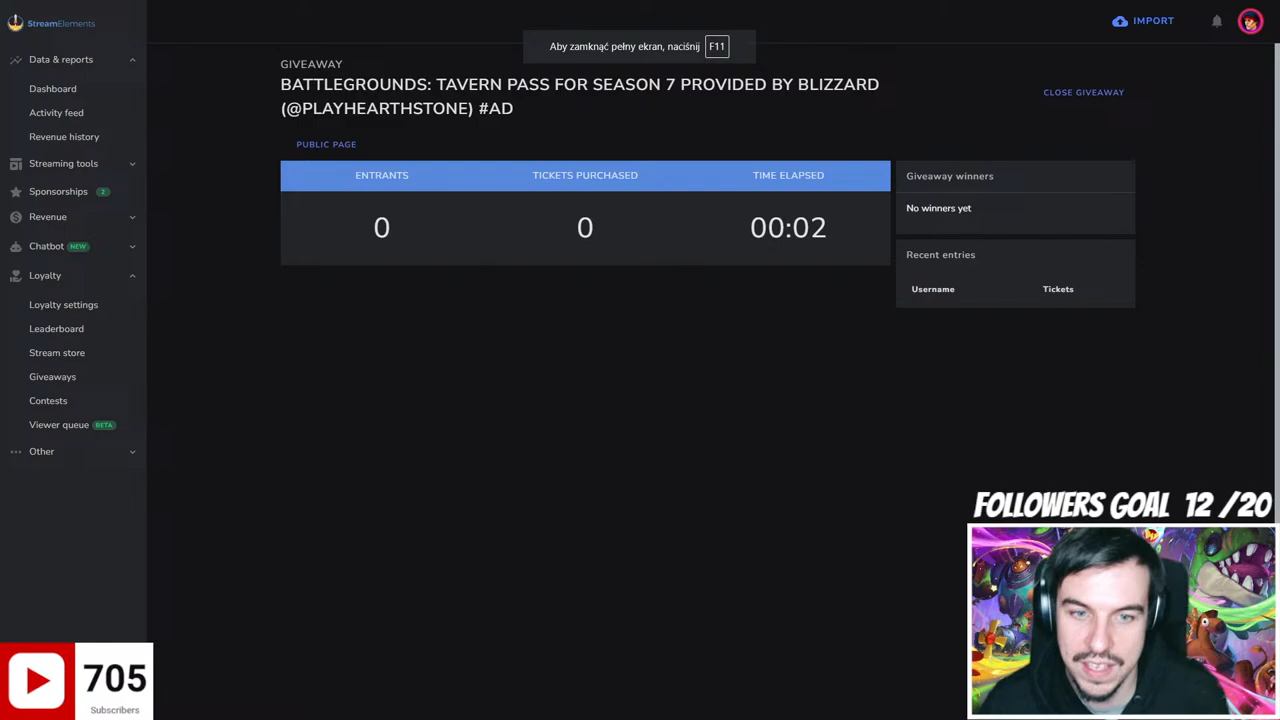 StreamElements
Data & reports
Dashboard
Activity feed
Revenue history
Streaming tools
Sponsorships 2
Revenue
Chatbot NEW
Loyalty
Loyalty settings
Leaderboard
Stream store
Giveaways
Contests
Viewer queue BETA
Other
IMPORT
Aby zamknąć pełny ekran, naciśnij F11
GIVEAWAY
BATTLEGROUNDS: TAVERN PASS FOR SEASON 7 PROVIDED BY BLIZZARD
(@PLAYHEARTHSTONE) #AD
CLOSE GIVEAWAY
PUBLIC PAGE
ENTRANTS TICKETS PURCHASED TIME ELAPSED
0 0 00:02
Giveaway winners
No winners yet
Recent entries
Username Tickets
FOLLOWERS GOAL 12 /20
705
Subscribers